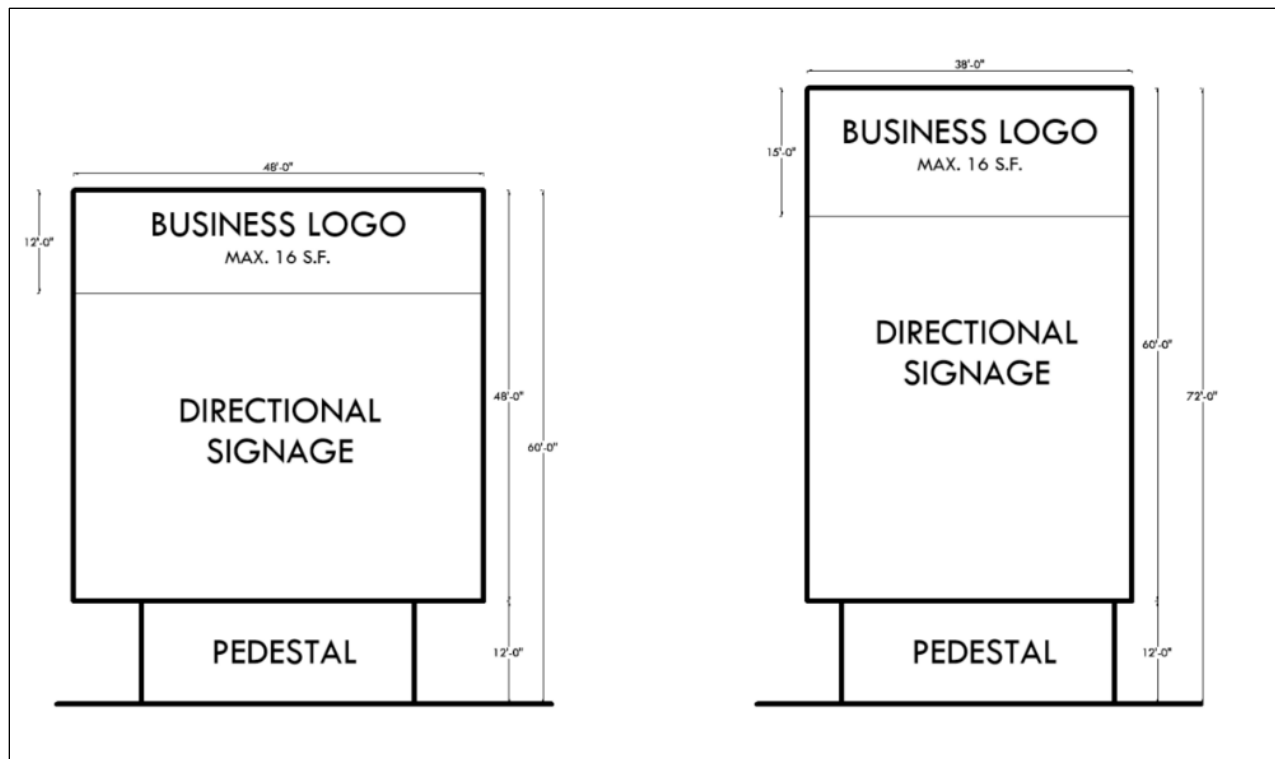 48'-0"
12'-0"
BUSINESS LOGO
MAX. 16 S.F.
DIRECTIONAL
SIGNAGE
48'-0"
60'-0"
PEDESTAL
12'-0"
38'-0"
15'-0"
BUSINESS LOGO
MAX. 16 S.F.
DIRECTIONAL
SIGNAGE
60'-0"
72'-0"
PEDESTAL
12'-0"